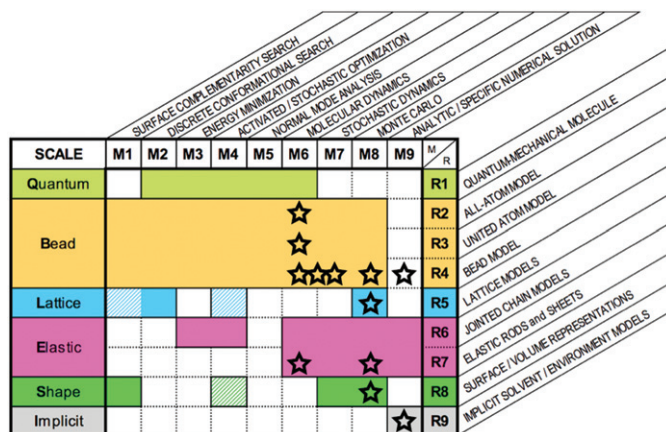 SURFACE COMPLEMENTARITY SEARCH
DISCRETE CONFORMATIONAL SEARCH
ENERGY MINIMIZATION
ACTIVATED / STOCHASTIC OPTIMIZATION
NORMAL MODE ANALYSIS
MOLECULAR DYNAMICS
STOCHASTIC DYNAMICS
MONTE CARLO
ANALYTIC / SPECIFIC NUMERICAL SOLUTION
SCALE M1 M2 M3 M4 M5 M6 M7 M8 M9 M R
Quantum R1 QUANTUM-MECHANICAL MOLECULE
R2 ALL-ATOM MODEL
Bead R3 UNITED ATOM MODEL
R4 BEAD MODEL
Lattice R5 LATTICE MODELS
R6 JOINTED CHAIN MODELS
Elastic
R7 ELASTIC RODS and SHEETS
Shape R8 SURFACE / VOLUME REPRESENTATIONS
Implicit R9 IMPLICIT SOLVENT / ENVIRONMENT MODELS